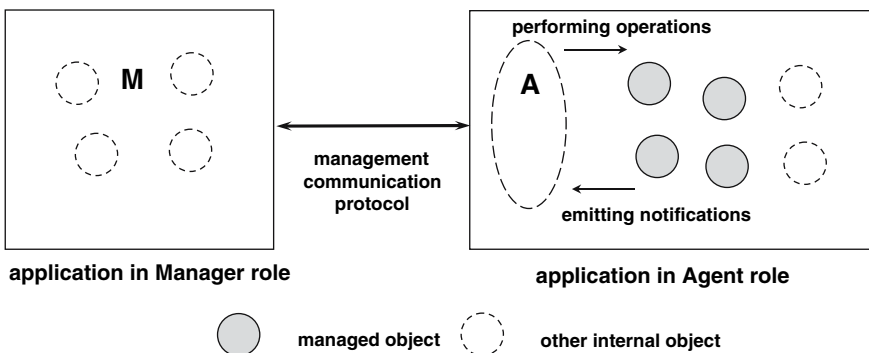 performing operations
M
A
management
communication
protocol
emitting notifications
application in Manager role
application in Agent role
managed object
other internal object